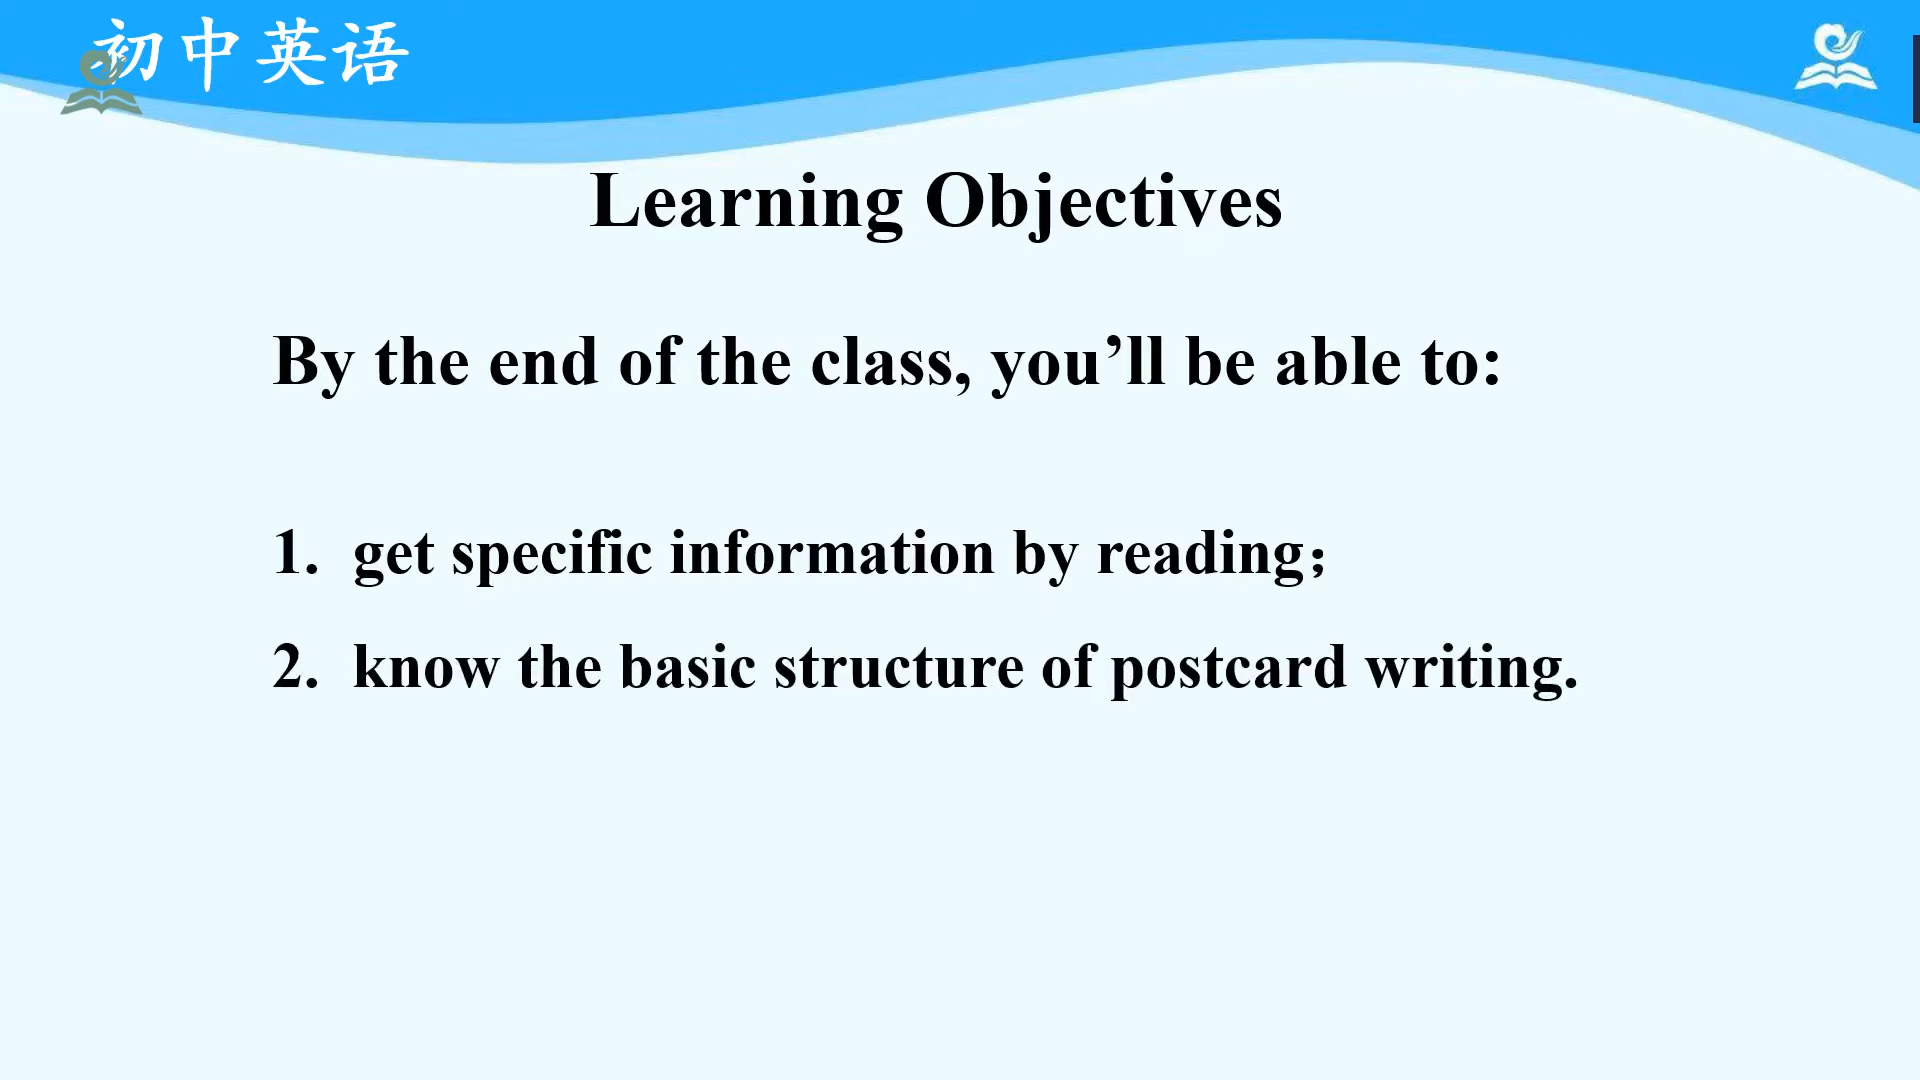 初中英语
Learning Objectives
By the end of the class, you’ll be able to:
1. get specific information by reading；
2. know the basic structure of postcard writing.